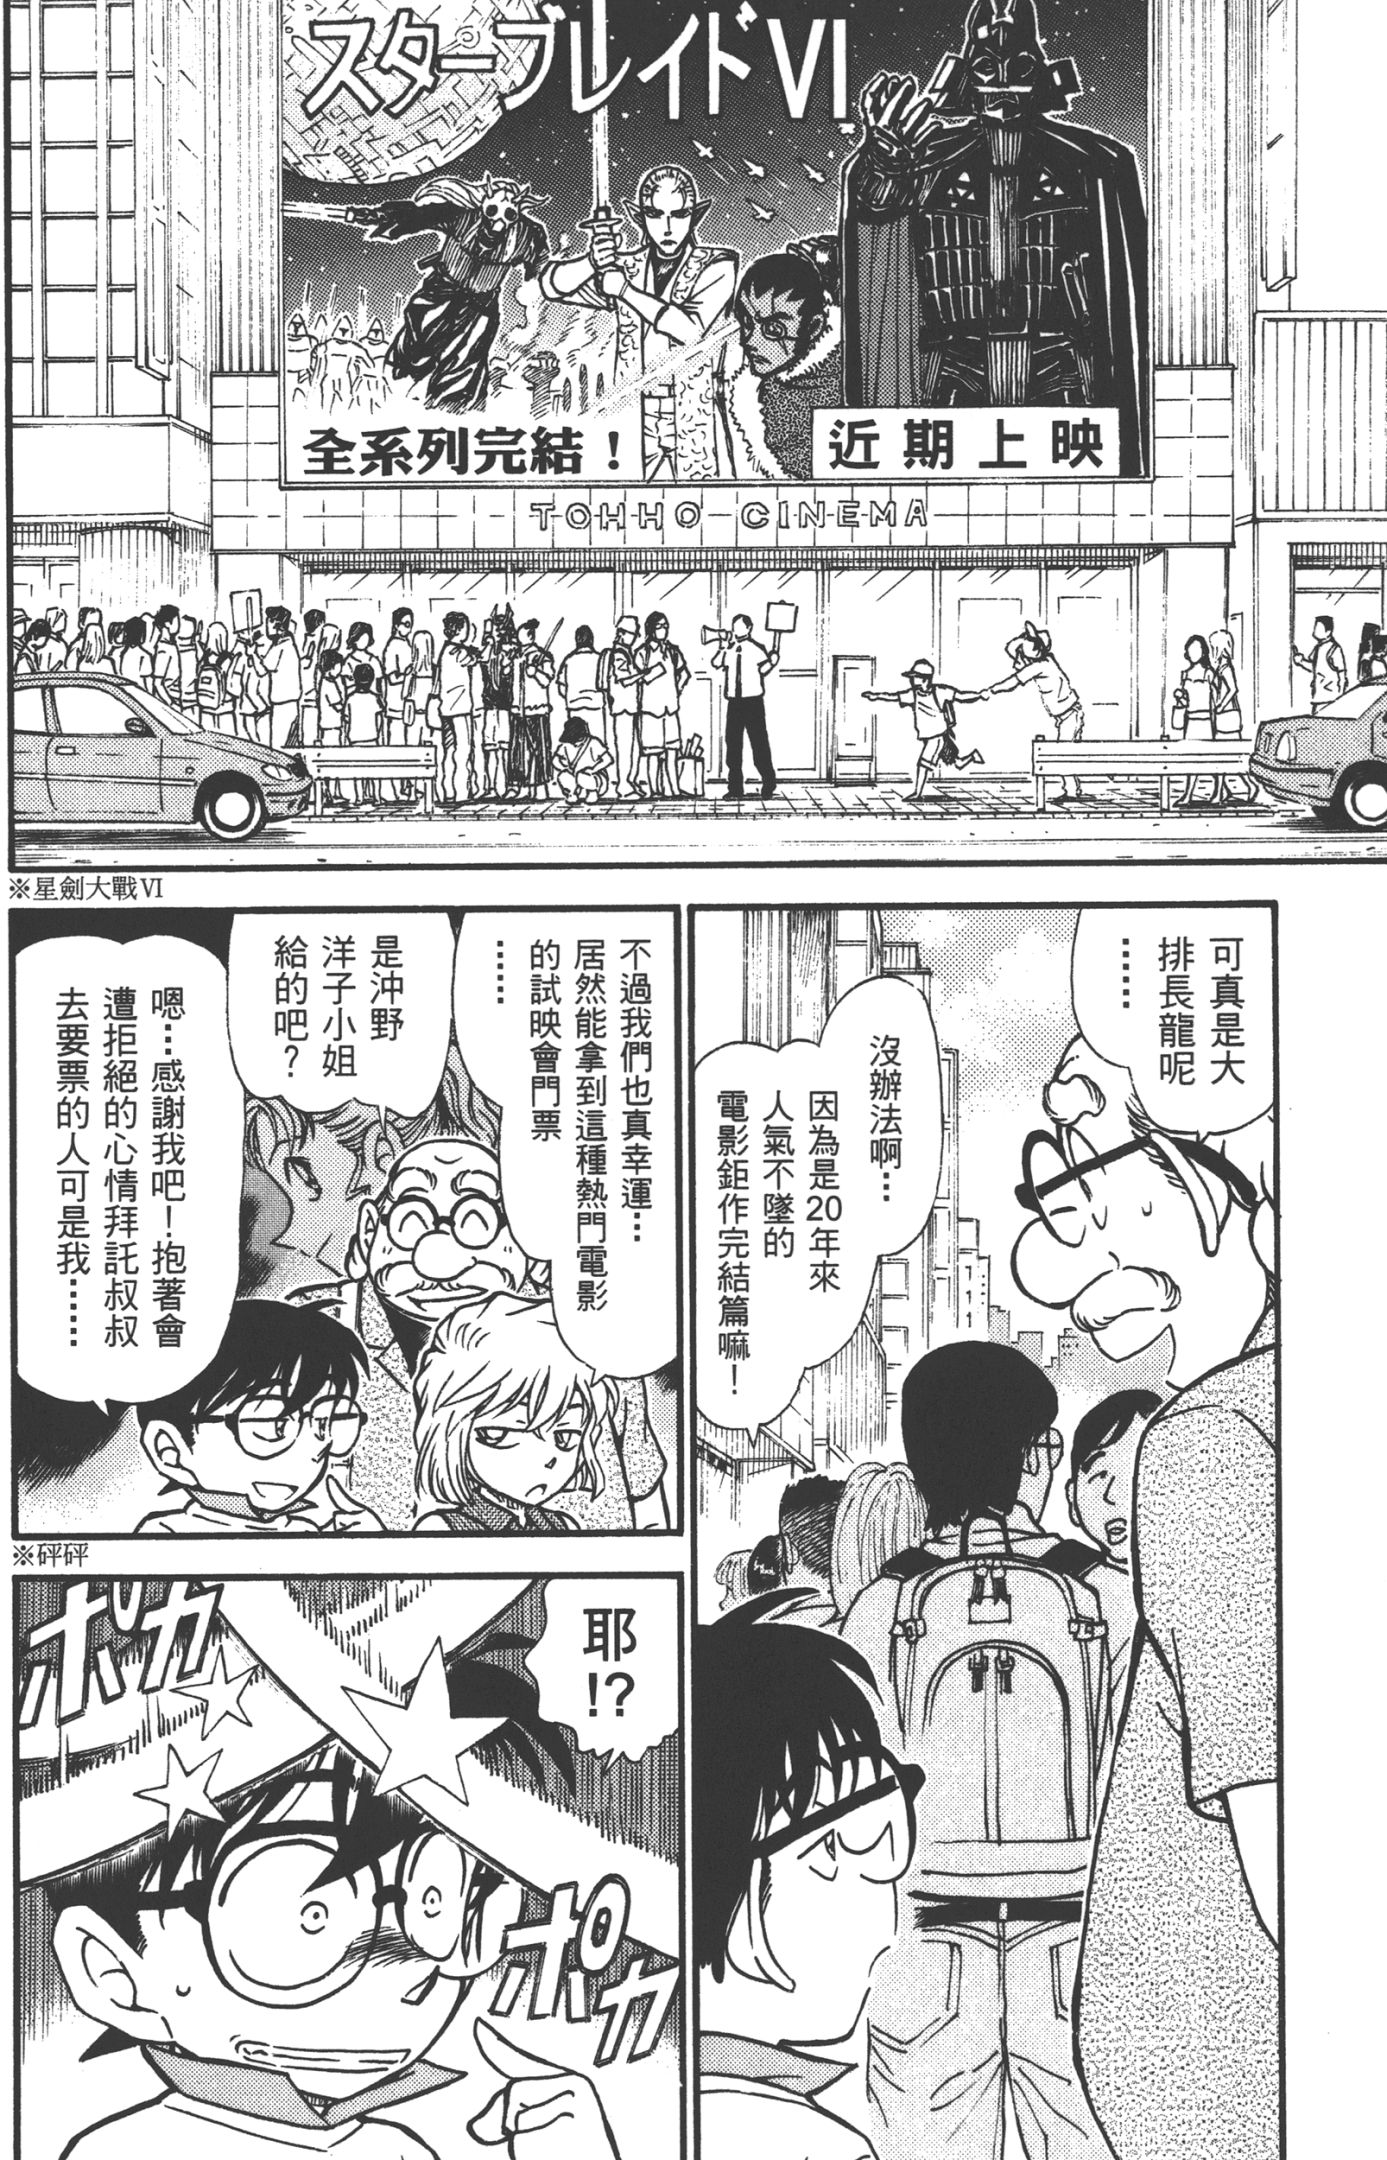 スターブレイドⅥ
全系列完結！
近期上映
TOHHO CINEMA
※星劍大戰Ⅵ
可真是大
排長龍呢
……
沒辦法啊…
因為是20年來
人氣不墜的
電影鉅作完結篇嘛！
不過我們也真幸運…
居然能拿到這種熱門電影
的試映會門票
……
是沖野
洋子小姐
給的吧？
嗯…感謝我吧！抱著會
遭拒絕的心情拜託叔叔
去要票的人可是我……
※砰砰
耶!?
ポカ
ポカ